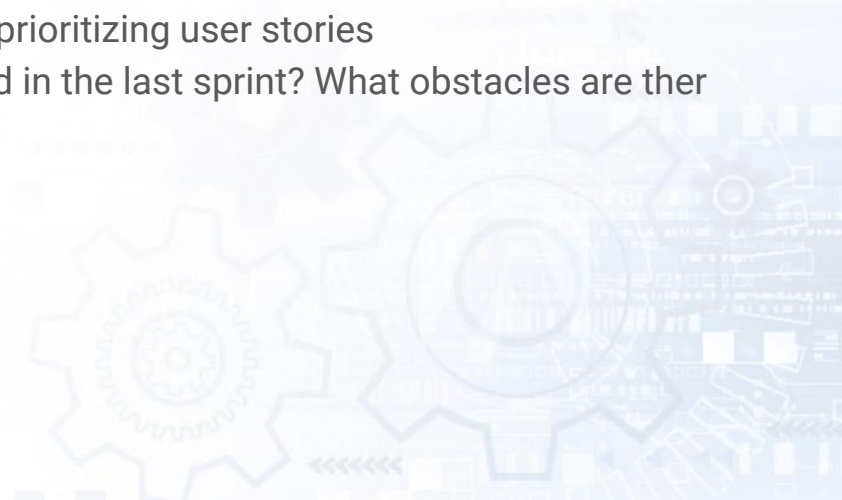 prioritizing user stories
d in the last sprint? What obstacles are ther